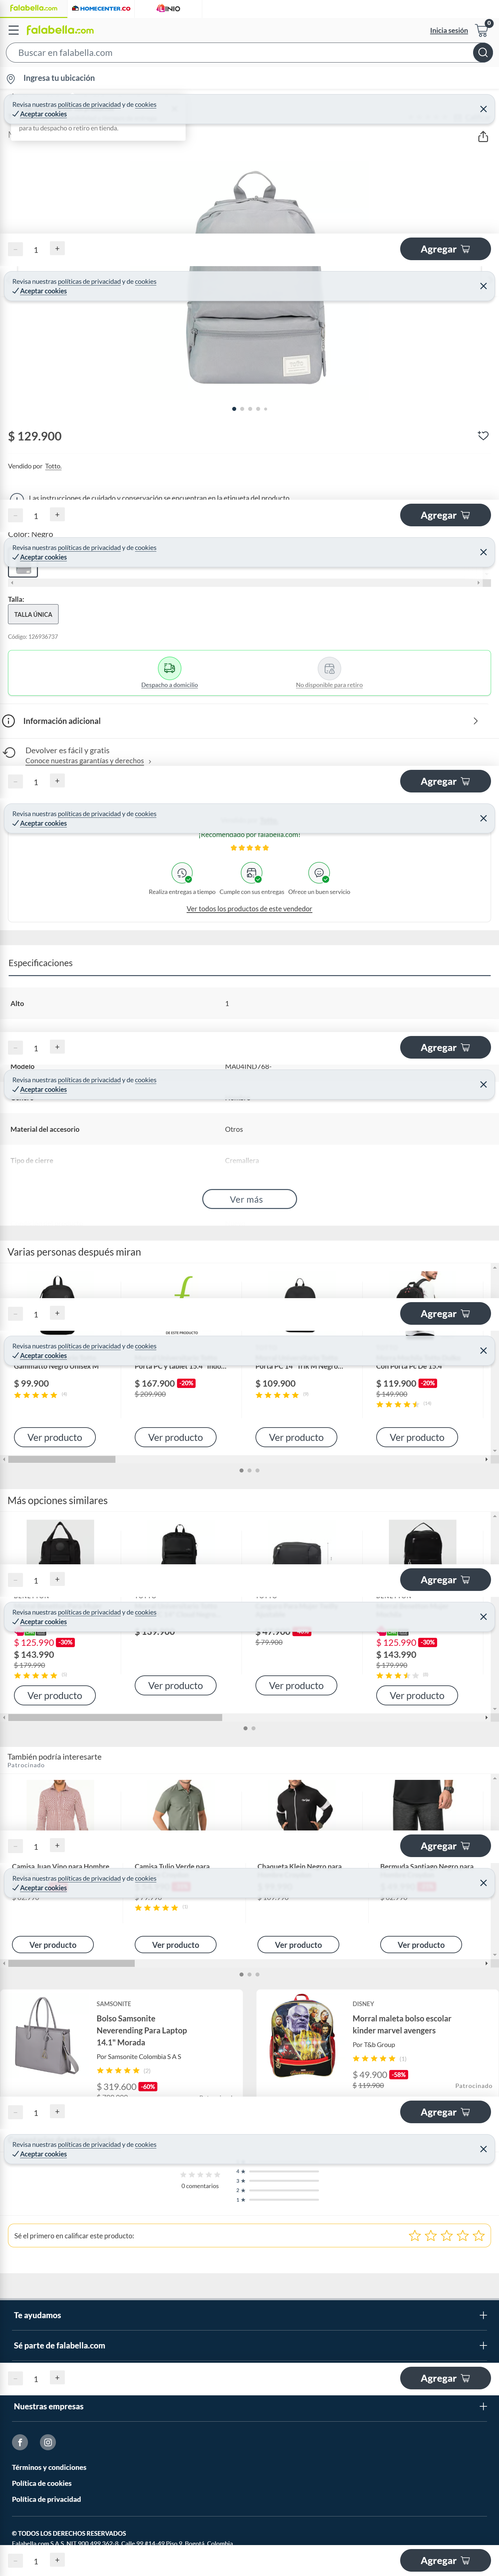 falabella.com
HOMECENTER.CO
LINIO
falabella.com
Inicia sesión
0
Buscar en falabella.com
Ingresa tu ubicación
Revisa nuestras políticas de privacidad y de cookies
Aceptar cookies
para tu despacho o retiro en tienda.
1 +
Agregar
Revisa nuestras políticas de privacidad y de cookies
Aceptar cookies
$ 129.900
Vendido por Totto.
Las instrucciones de cuidado y conservación se encuentran en la etiqueta del producto
1 +
Agregar
Color: Negro
Revisa nuestras políticas de privacidad y de cookies
Aceptar cookies
Talla:
TALLA ÚNICA
Código: 126936737
Despacho a domicilio
No disponible para retiro
Información adicional
Devolver es fácil y gratis
Conoce nuestras garantías y derechos
1 +
Agregar
Revisa nuestras políticas de privacidad y de cookies
Aceptar cookies
¡Recomendado por falabella.com!
Realiza entregas a tiempo
Cumple con sus entregas
Ofrece un buen servicio
Ver todos los productos de este vendedor
Especificaciones
Alto 1
1 +
Agregar
Modelo MA04IND768-
Revisa nuestras políticas de privacidad y de cookies
Aceptar cookies
Material del accesorio Otros
Tipo de cierre Cremallera
Ver más
Varias personas después miran
1 +
Agregar
DE ESTE PRODUCTO
Revisa nuestras políticas de privacidad y de cookies
Aceptar cookies
Gammatto Negro Unisex M
Porta PC y tablet 15.4" Indu...
Porta PC 14" Trik M Negro...
Con Porta Pc De 15.4"
$ 99.900
$ 167.900 -20%
$ 109.900
$ 119.900 -20%
$ 209.900
$ 149.900
(14)
Ver producto
Ver producto
Ver producto
Ver producto
Más opciones similares
1 +
Agregar
Revisa nuestras políticas de privacidad y de cookies
Aceptar cookies
$ 139.900
$ 47.900
$ 125.990 -30%
$ 79.900
$ 125.990 -30%
$ 143.990
$ 143.990
$ 179.990
$ 179.990
Ver producto
Ver producto
Ver producto
Ver producto
También podría interesarte
Patrocinado
1 +
Agregar
Camisa Juan Vino para Hombre
Camisa Tulio Verde para
Chaqueta Klein Negro para
Bermuda Santiago Negro para
Revisa nuestras políticas de privacidad y de cookies
Aceptar cookies
(1)
Ver producto
Ver producto
Ver producto
Ver producto
SAMSONITE
Bolso Samsonite
Neverending Para Laptop
14.1" Morada
Por Samsonite Colombia S A S
(2)
$ 319.600 -60%
DISNEY
Morral maleta bolso escolar
kinder marvel avengers
Por T&b Group
(1)
$ 49.900 -58%
$ 119.900
Patrocinado
1 +
Agregar
Revisa nuestras políticas de privacidad y de cookies
Aceptar cookies
0 comentarios
4 ★
3 ★
2 ★
1 ★
Sé el primero en calificar este producto:
Te ayudamos
Sé parte de falabella.com
1 +
Agregar
Nuestras empresas
Términos y condiciones
Política de cookies
Política de privacidad
© TODOS LOS DERECHOS RESERVADOS
Falabella.com S.A.S. NIT 900.499.362-8. Calle 99 #14-49 Piso 9, Bogotá, Colombia
1 +
Agregar